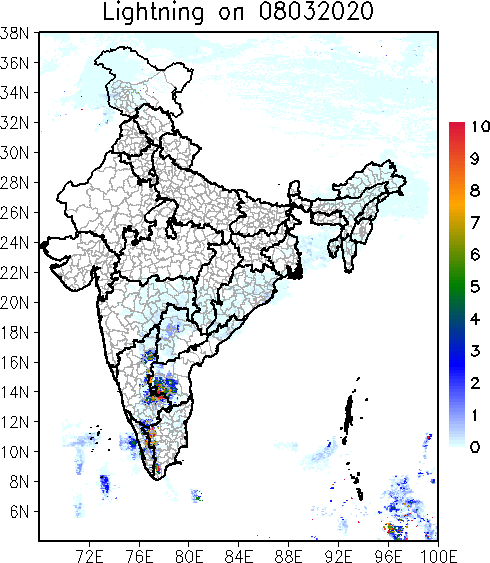 Lightning on 08032020
38N
36N
34N
32N
30N
28N
26N
24N
22N
20N
18N
16N
14N
12N
10N
8N
6N
72E 76E 80E 84E 88E 92E 96E 100E
10
9
8
7
6
5
4
3
2
1
0